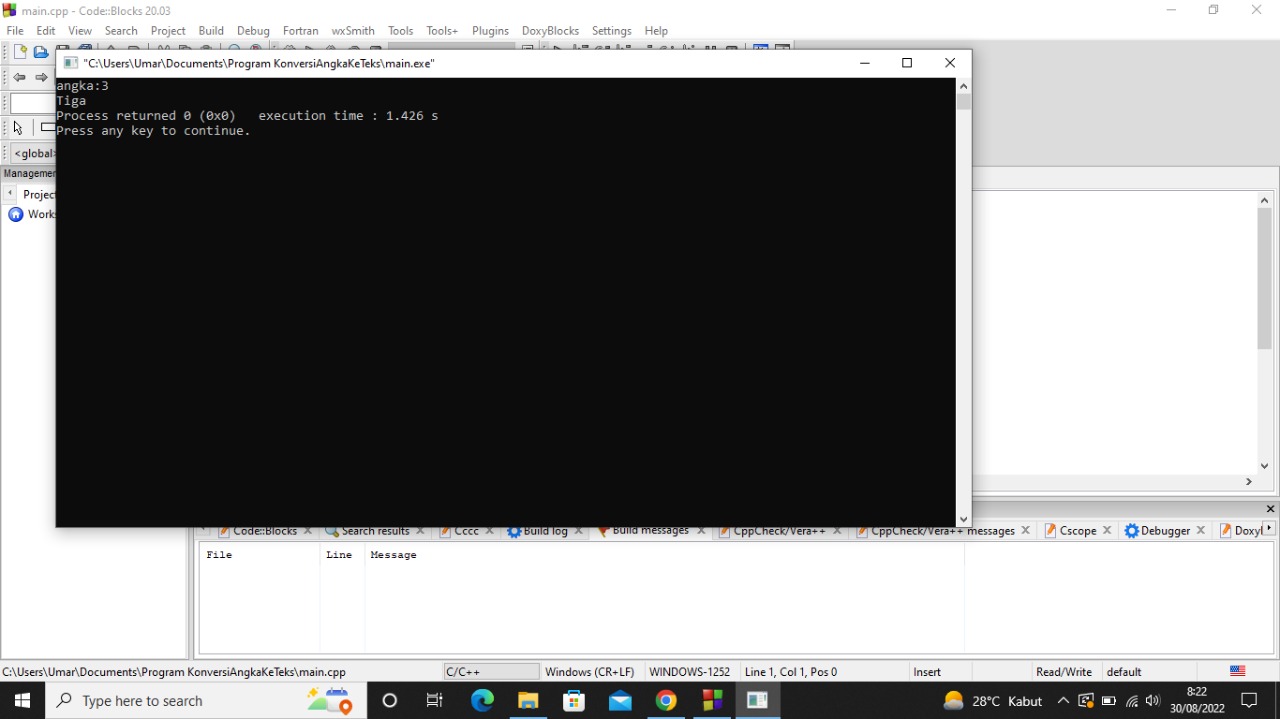 main.cpp - Code::Blocks 20.03
File Edit View Search Project Build Debug Fortran wxSmith Tools Tools+ Plugins DoxyBlocks Settings Help
"C:\Users\Umar\Documents\Program KonversiAngkaKeTeks\main.exe"
angka:3
Tiga
Process returned 0 (0x0)   execution time : 1.426 s
Press any key to continue.
<global>
Management
Projec
Works
Code::Blocks Search results Cccc Build log Build messages CppCheck/Vera++ CppCheck/Vera++ messages Cscope Debugger Doxyl
File Line Message
C:\Users\Umar\Documents\Program KonversiAngkaKeTeks\main.cpp C/C++ Windows (CR+LF) WINDOWS-1252 Line 1, Col 1, Pos 0 Insert Read/Write default
Type here to search 28°C Kabut 8:22
30/08/2022